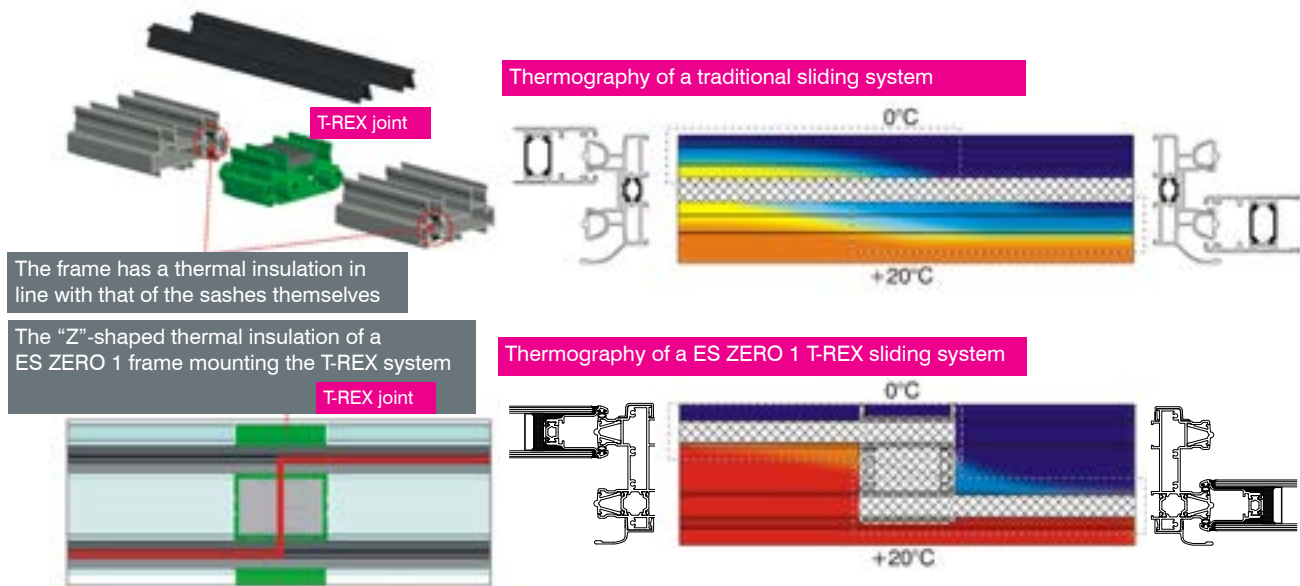 T-REX joint
The frame has a thermal insulation in
line with that of the sashes themselves
The “Z”-shaped thermal insulation of a
ES ZERO 1 frame mounting the T-REX system
T-REX joint
Thermography of a traditional sliding system
0°C
+20°C
Thermography of a ES ZERO 1 T-REX sliding system
0°C
+20°C